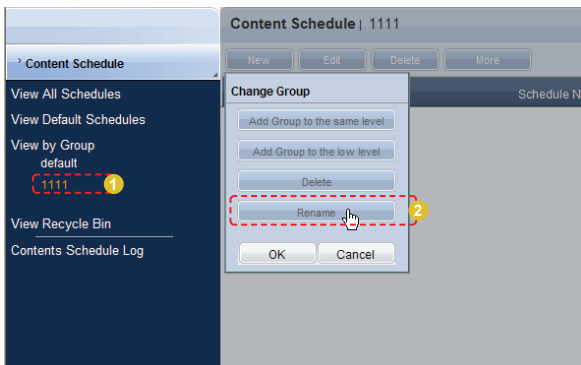 Content Schedule | 1111
Content Schedule
New Edit Delete More
View All Schedules
View Default Schedules
View by Group
default
1111 1
View Recycle Bin
Contents Schedule Log
Schedule N
Change Group
Add Group to the same level
Add Group to the low level
Delete
Rename 2
OK Cancel